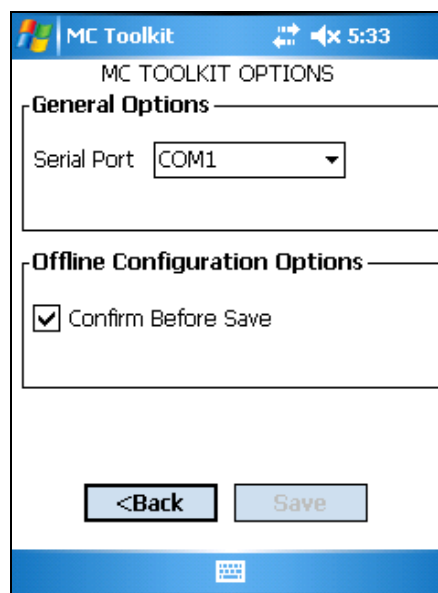 MC Toolkit 5:33
MC TOOLKIT OPTIONS
General Options
Serial Port COM1
Offline Configuration Options
Confirm Before Save
<Back Save